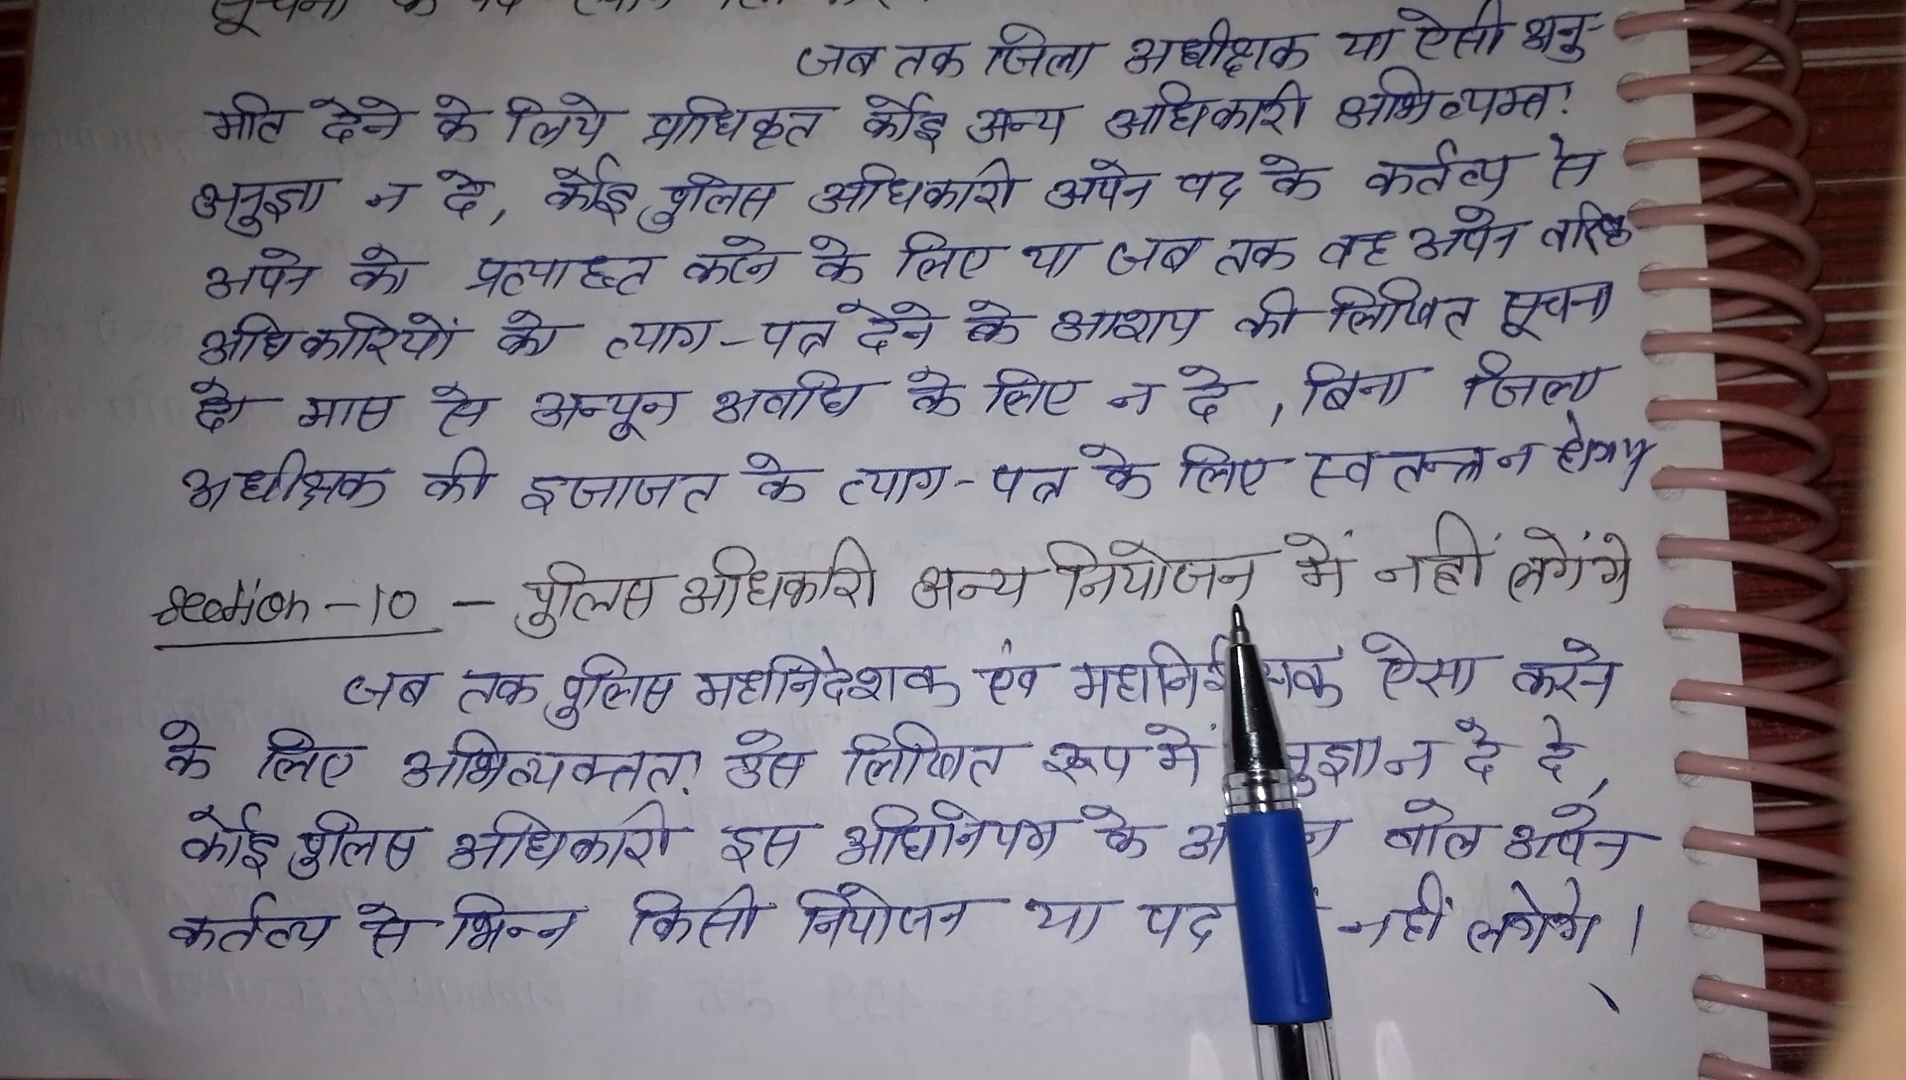 सूचना के
जब तक जिला अधीक्षक या ऐसी अनु-
मति देने के लिये प्राधिकृत कोई अन्य अधिकारी अभिव्यक्त:
अनुज्ञा न दे, कोई पुलिस अधिकारी अपने पद के कर्तव्य से
अपने को प्रत्याहृत करने के लिए या जब तक वह अपने वरिष्ठ
अधिकारियों को त्याग-पत्र देने के आशय की लिखित सूचना
दो मास से अन्यून अवधि के लिए न दे, बिना जिला
अधीक्षक की इजाजत के त्याग-पत्र के लिए स्वतन्त्र न होगा
Section-10 - पुलिस अधिकारी अन्य नियोजन में नहीं लगेंगे
जब तक पुलिस महानिदेशक एंव ऐसा करने
के लिए अभिव्यक्तत: उसे लिखित रूप में न दे दे,
कोई पुलिस अधिकारी इस अधिनियम के वाले अपने
कर्तव्य से भिन्न किसी नियोजन या पद नहीं लगेगे।